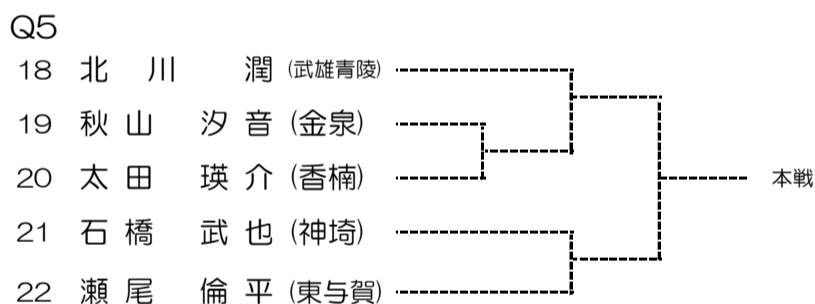 Q5
18 北川 潤 (武雄青陵)
19 秋山 汐音 (金泉)
20 太田 瑛介 (香楠)
本戦
21 石橋 武也 (神埼)
22 瀬尾 倫平 (東与賀)